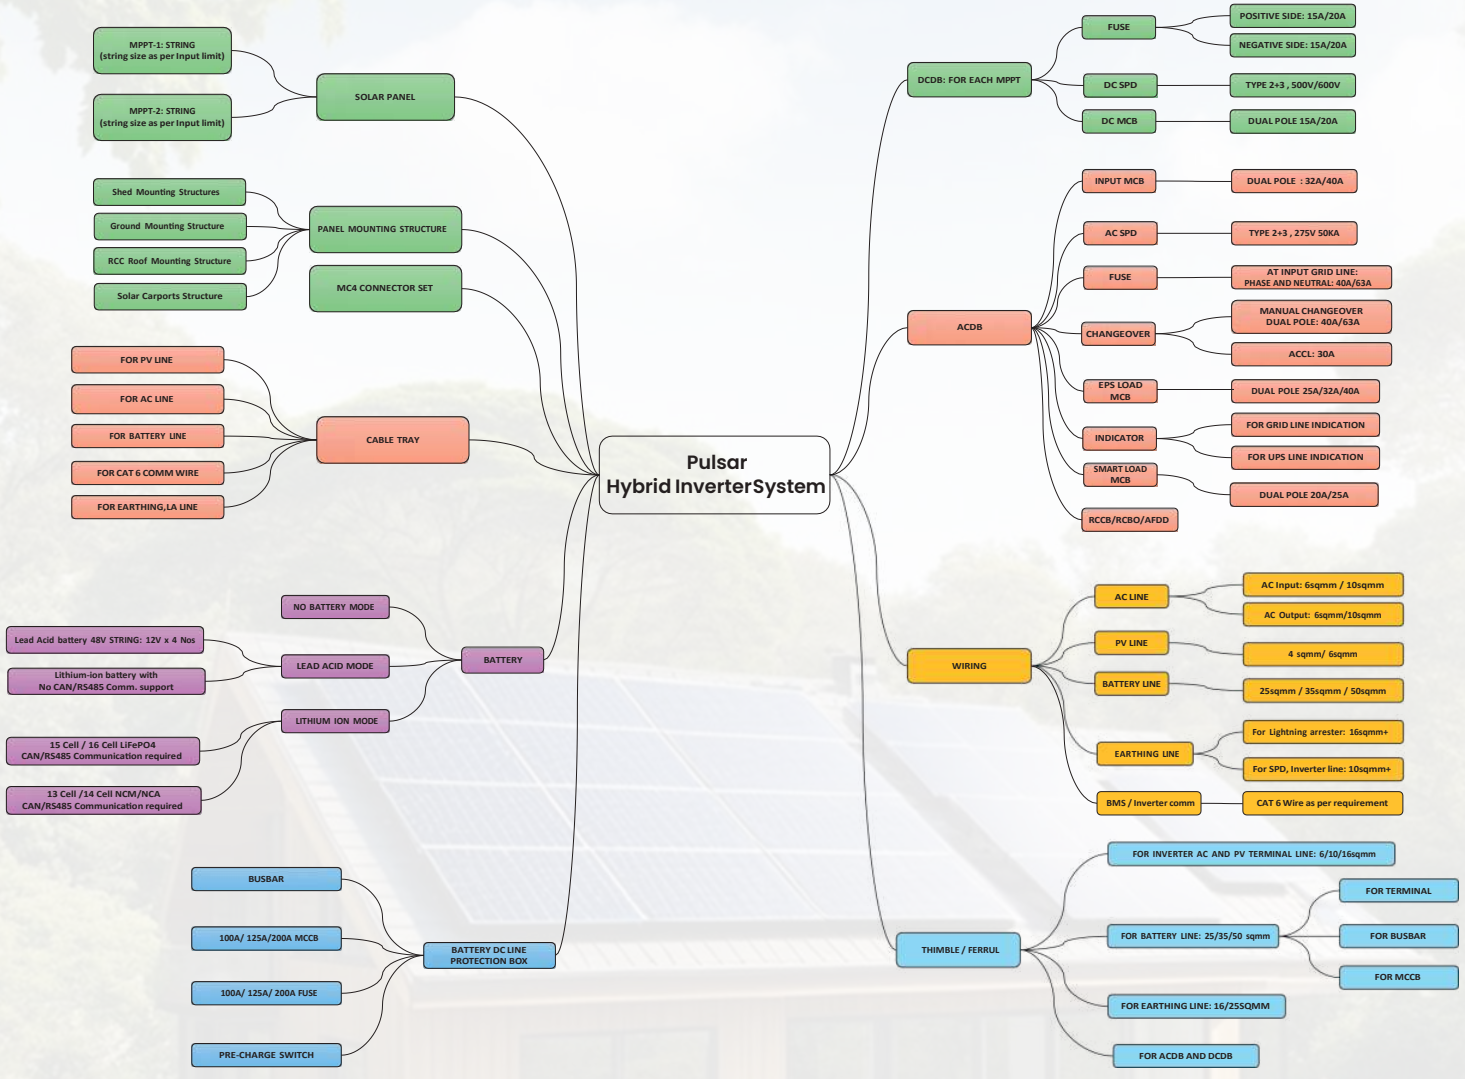 MPPT-1: STRING
(string size as per Input limit)
MPPT-2: STRING
(string size as per Input limit)
SOLAR PANEL
Shed Mounting Structures
Ground Mounting Structure
RCC Roof Mounting Structure
Solar Carports Structure
PANEL MOUNTING STRUCTURE
MC4 CONNECTOR SET
FOR PV LINE
FOR AC LINE
FOR BATTERY LINE
FOR CAT 6 COMM WIRE
FOR EARTHING,LA LINE
CABLE TRAY
Pulsar
Hybrid InverterSystem
NO BATTERY MODE
Lead Acid battery 48V STRING: 12V x 4 Nos
Lithium-ion battery with
No CAN/RS485 Comm. support
LEAD ACID MODE
BATTERY
LITHIUM ION MODE
15 Cell / 16 Cell LiFePO4
CAN/RS485 Communication required
13 Cell /14 Cell NCM/NCA
CAN/RS485 Communication required
BUSBAR
100A/ 125A/200A MCCB
100A/ 125A/ 200A FUSE
PRE-CHARGE SWITCH
BATTERY DC LINE
PROTECTION BOX
DCDB: FOR EACH MPPT
FUSE
POSITIVE SIDE: 15A/20A
NEGATIVE SIDE: 15A/20A
DC SPD
TYPE 2+3 , 500V/600V
DC MCB
DUAL POLE 15A/20A
ACDB
INPUT MCB
DUAL POLE : 32A/40A
AC SPD
TYPE 2+3 , 275V 50KA
FUSE
AT INPUT GRID LINE:
PHASE AND NEUTRAL: 40A/63A
CHANGEOVER
MANUAL CHANGEOVER
DUAL POLE: 40A/63A
ACCL: 30A
EPS LOAD
MCB
DUAL POLE 25A/32A/40A
INDICATOR
FOR GRID LINE INDICATION
FOR UPS LINE INDICATION
SMART LOAD
MCB
DUAL POLE 20A/25A
RCCB/RCBO/AFDD
WIRING
AC LINE
AC Input: 6sqmm / 10sqmm
AC Output: 6sqmm/10sqmm
PV LINE
4 sqmm/ 6sqmm
BATTERY LINE
25sqmm / 35sqmm / 50sqmm
EARTHING LINE
For Lightning arrester: 16sqmm+
For SPD, Inverter line: 10sqmm+
BMS / Inverter comm
CAT 6 Wire as per requirement
THIMBLE / FERRUL
FOR INVERTER AC AND PV TERMINAL LINE: 6/10/16sqmm
FOR BATTERY LINE: 25/35/50 sqmm
FOR TERMINAL
FOR BUSBAR
FOR MCCB
FOR EARTHING LINE: 16/25SQMM
FOR ACDB AND DCDB